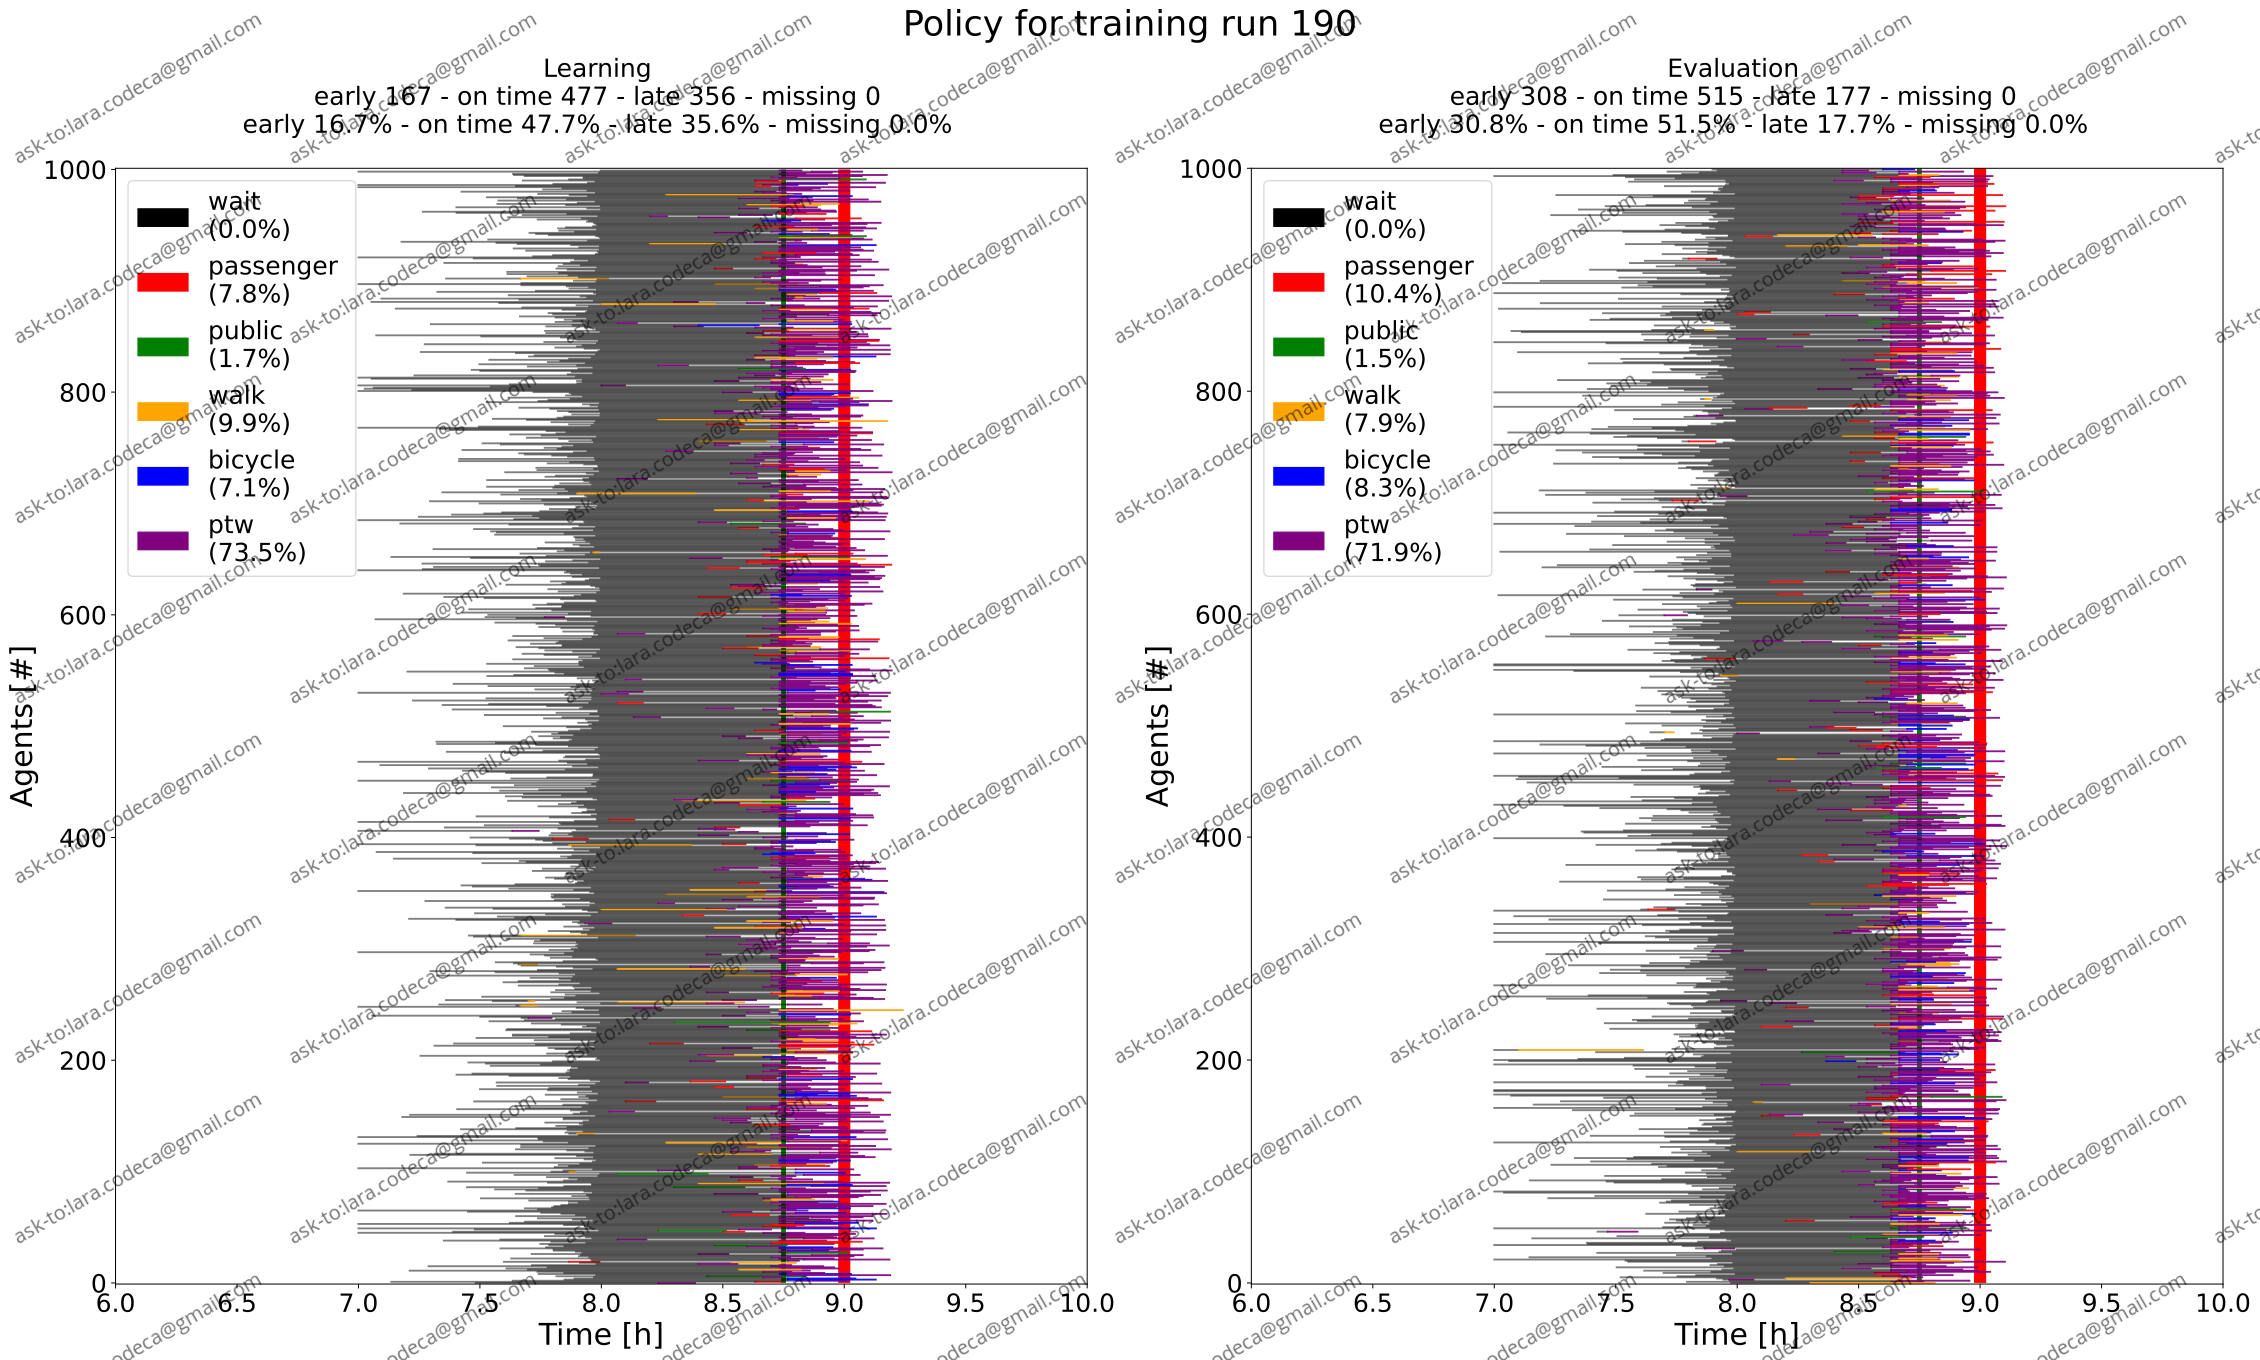 Policy for training run 190
Learning
early 167 - on time 477 - late 356 - missing 0
early 16.7% - on time 47.7% - late 35.6% - missing 0.0%
Evaluation
early 308 - on time 515 - late 177 - missing 0
early 30.8% - on time 51.5% - late 17.7% - missing 0.0%
wait
(0.0%)
passenger
(7.8%)
public
(1.7%)
walk
(9.9%)
bicycle
(7.1%)
ptw
(73.5%)
1000
800
600
400
200
0
Agents [#]
6.0 6.5 7.0 7.5 8.0 8.5 9.0 9.5 10.0
Time [h]
wait
(0.0%)
passenger
(10.4%)
public
(1.5%)
walk
(7.9%)
bicycle
(8.3%)
ptw
(71.9%)
1000
800
600
400
200
0
Agents [#]
6.0 6.5 7.0 7.5 8.0 8.5 9.0 9.5 10.0
Time [h]
ask-to:lara.codeca@gmail.com